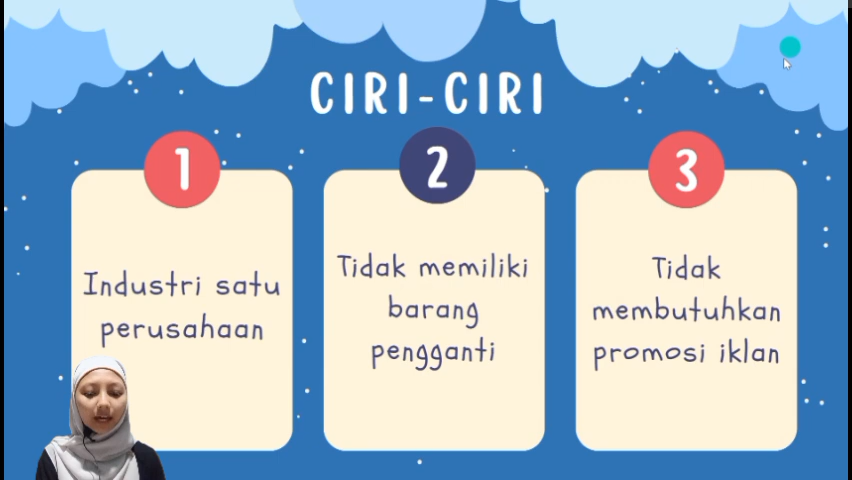 CIRI-CIRI
1
Industri satu
perusahaan
2
Tidak memiliki
barang
pengganti
3
Tidak
membutuhkan
promosi iklan